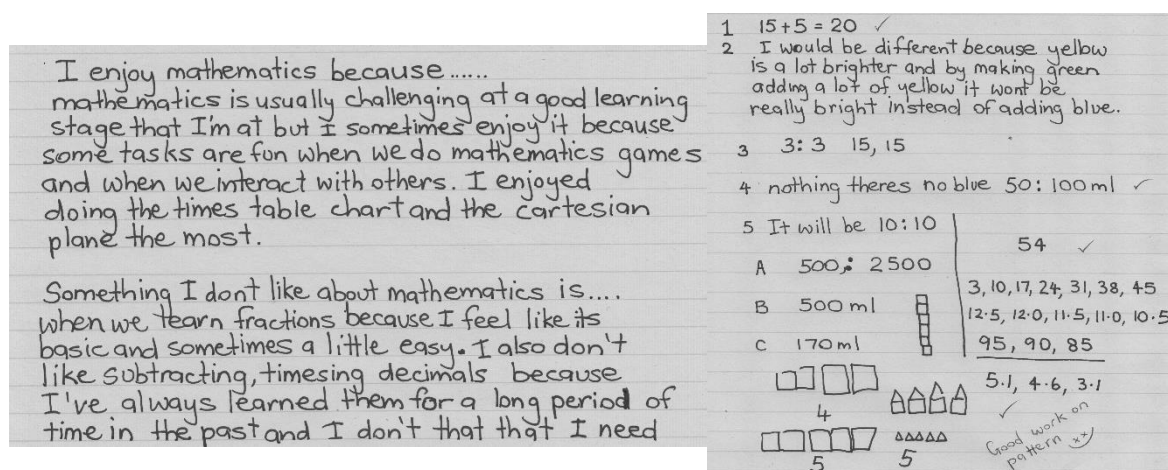 I enjoy mathematics because......
mathematics is usually challenging at a good learning
stage that I'm at but I sometimes enjoy it because
some tasks are fun when we do mathematics games
and when we interact with others. I enjoyed
doing the times table chart and the cartesian
plane the most.
Something I dont like about mathematics is....
when we learn fractions because I feel like its
basic and sometimes a little easy. I also don't
like subtracting, timesing decimals because
I've always learned them for a long period of
time in the past and I don't that that I need
1 15+5=20 ✓
2 I would be different because yellow
is a lot brighter and by making green
adding a lot of yellow it wont be
really bright instead of adding blue.
3 3:3 15, 15
4 nothing theres no blue 50:100ml ✓
5 It will be 10:10
A 500,: 2500
B 500 ml
C 170 ml
4
5 5
54 ✓
3, 10, 17, 24, 31, 38, 45
12.5, 12.0, 11.5, 11.0, 10.5
95, 90, 85
5.1, 4.6, 3.1
✓ Good work on
pattern xx